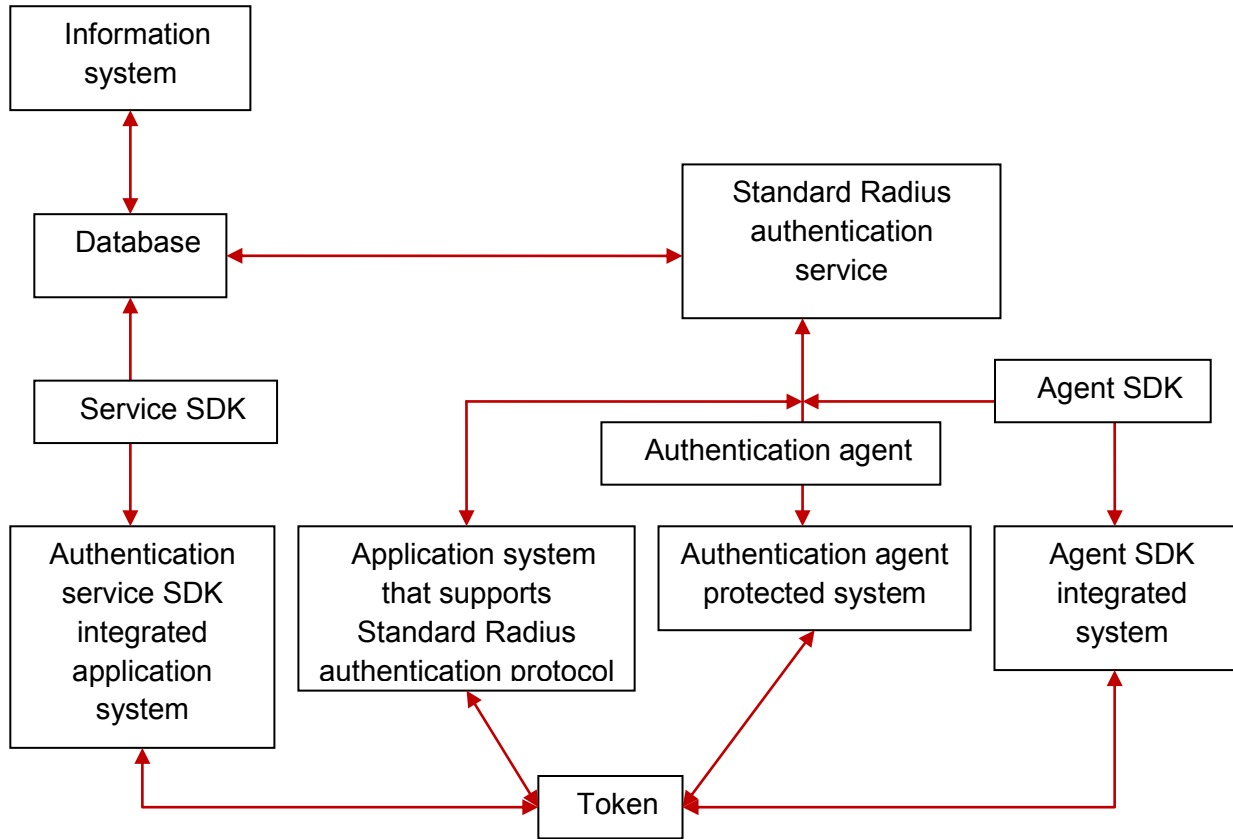 Information
system
Standard Radius
authentication
service
Database
Service SDK
Agent SDK
Authentication agent
Authentication
service SDK
integrated
application
system
Application system
that supports
Standard Radius
authentication protocol
Authentication agent
protected system
Agent SDK
integrated
system
Token